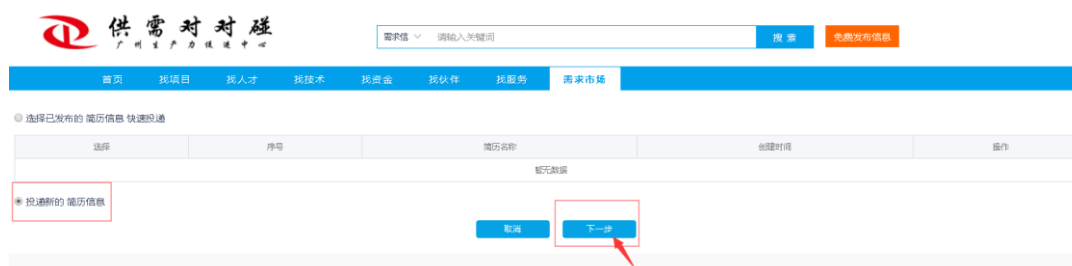 供需对对碰
广州生产力促进中心
需求信 请输入关键词 搜索 免费发布信息
首页 找项目 找人才 找技术 找资金 找伙伴 找服务 需求市场
选择已发布的 简历信息 快速投递
选择 序号 简历名称 创建时间 操作
暂无数据
投递新的 简历信息
取消 下一步